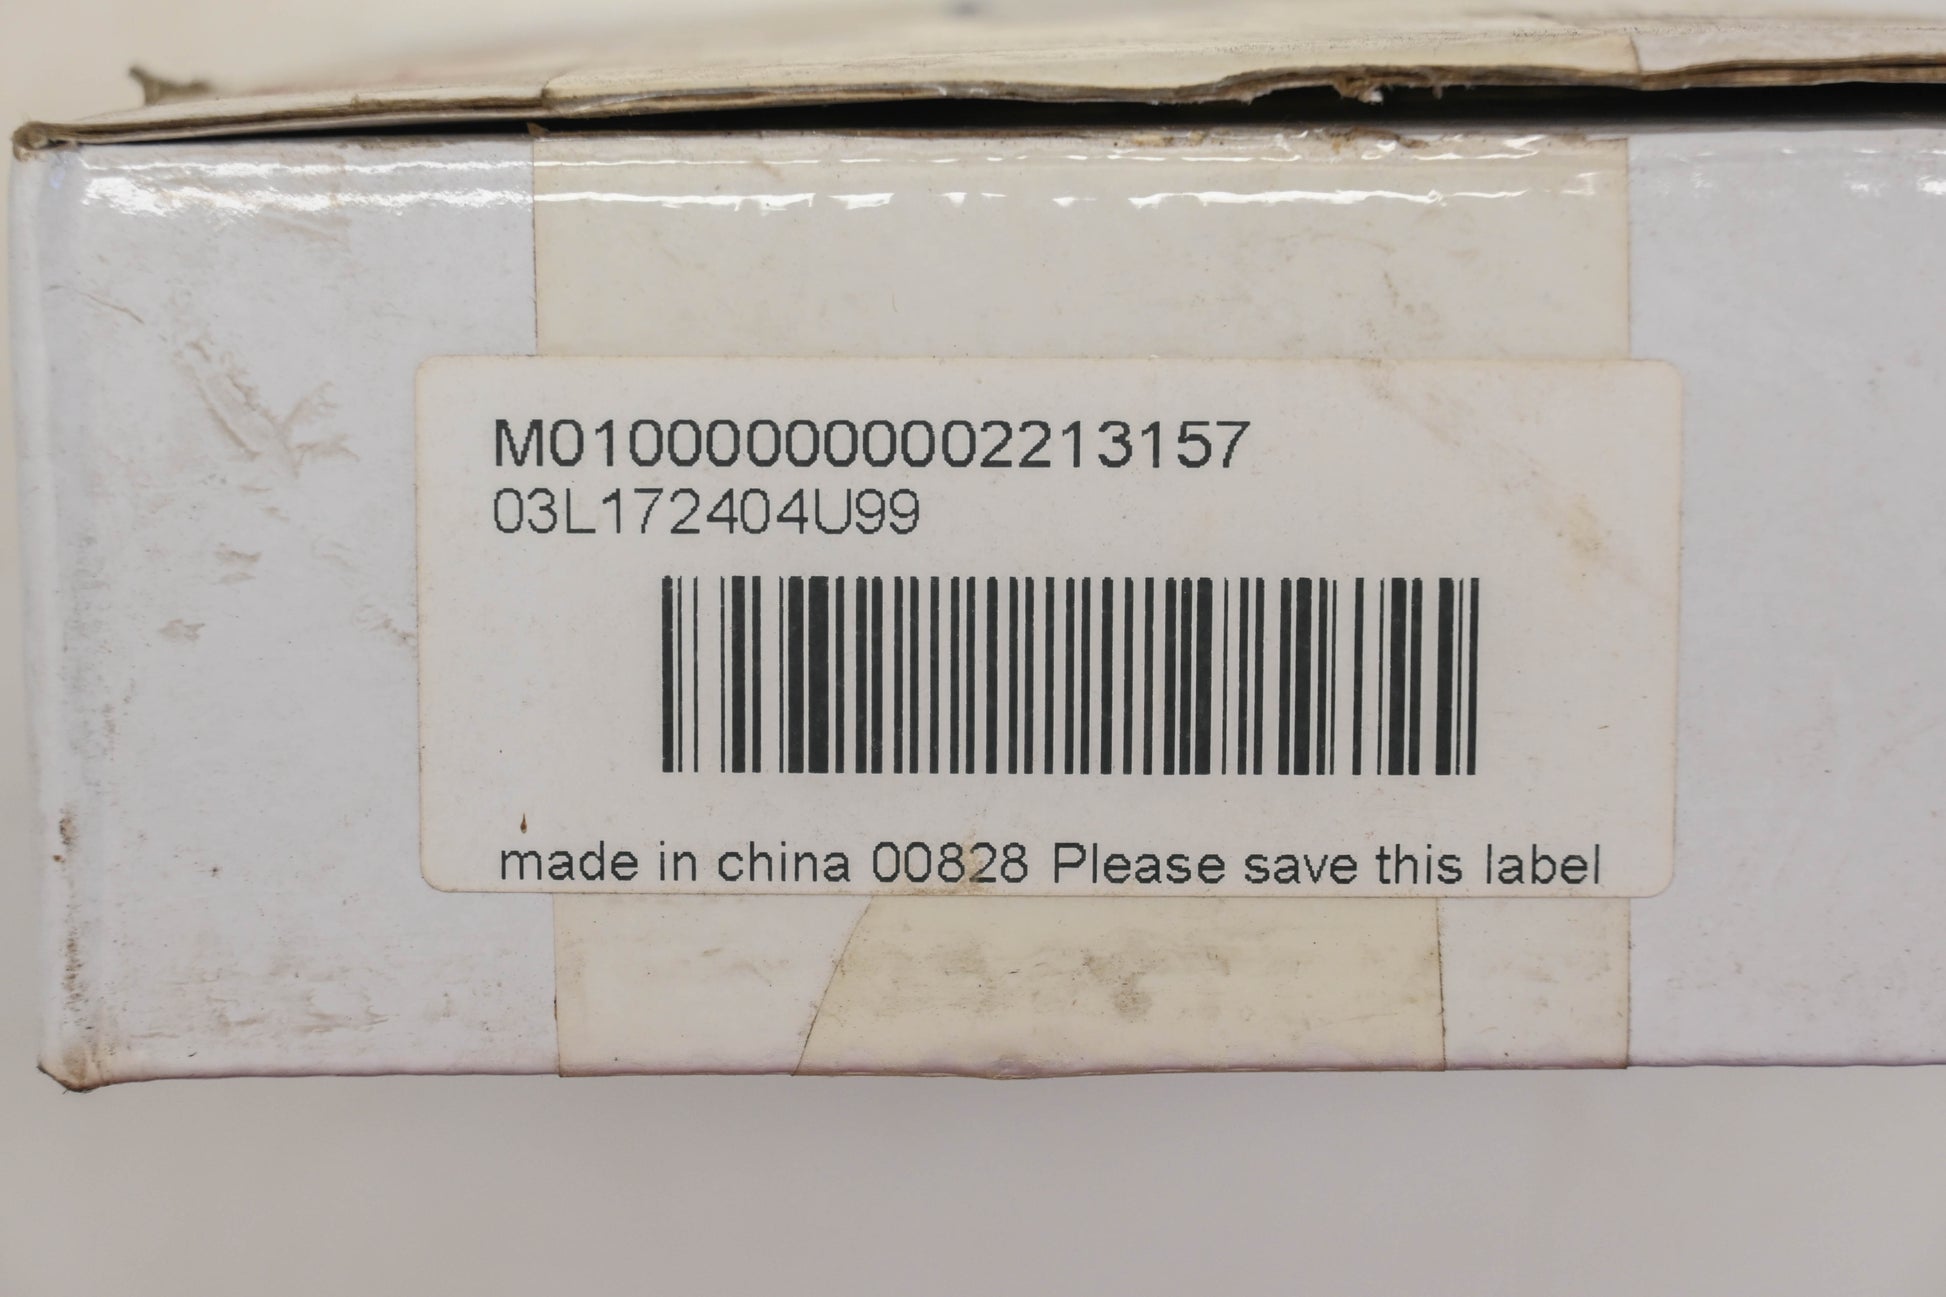 M010000000002213157
03L172404U99
made in china 00828 Please save this label